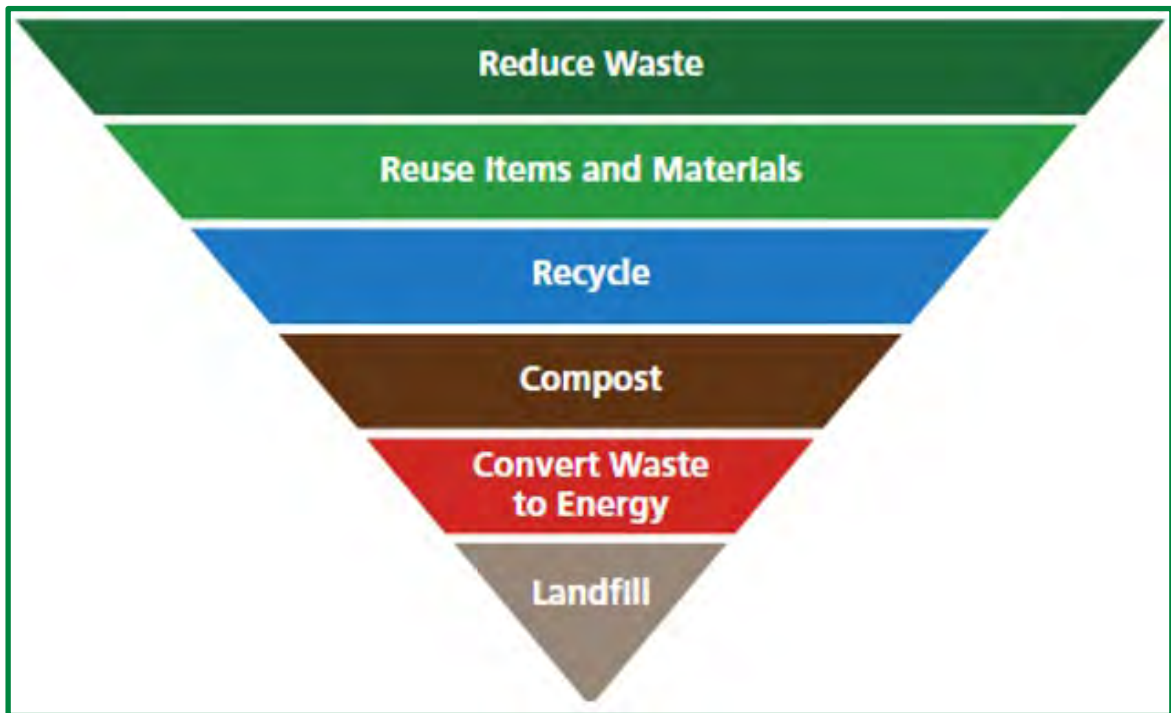 Reduce Waste
Reuse Items and Materials
Recycle
Compost
Convert Waste
to Energy
Landfill